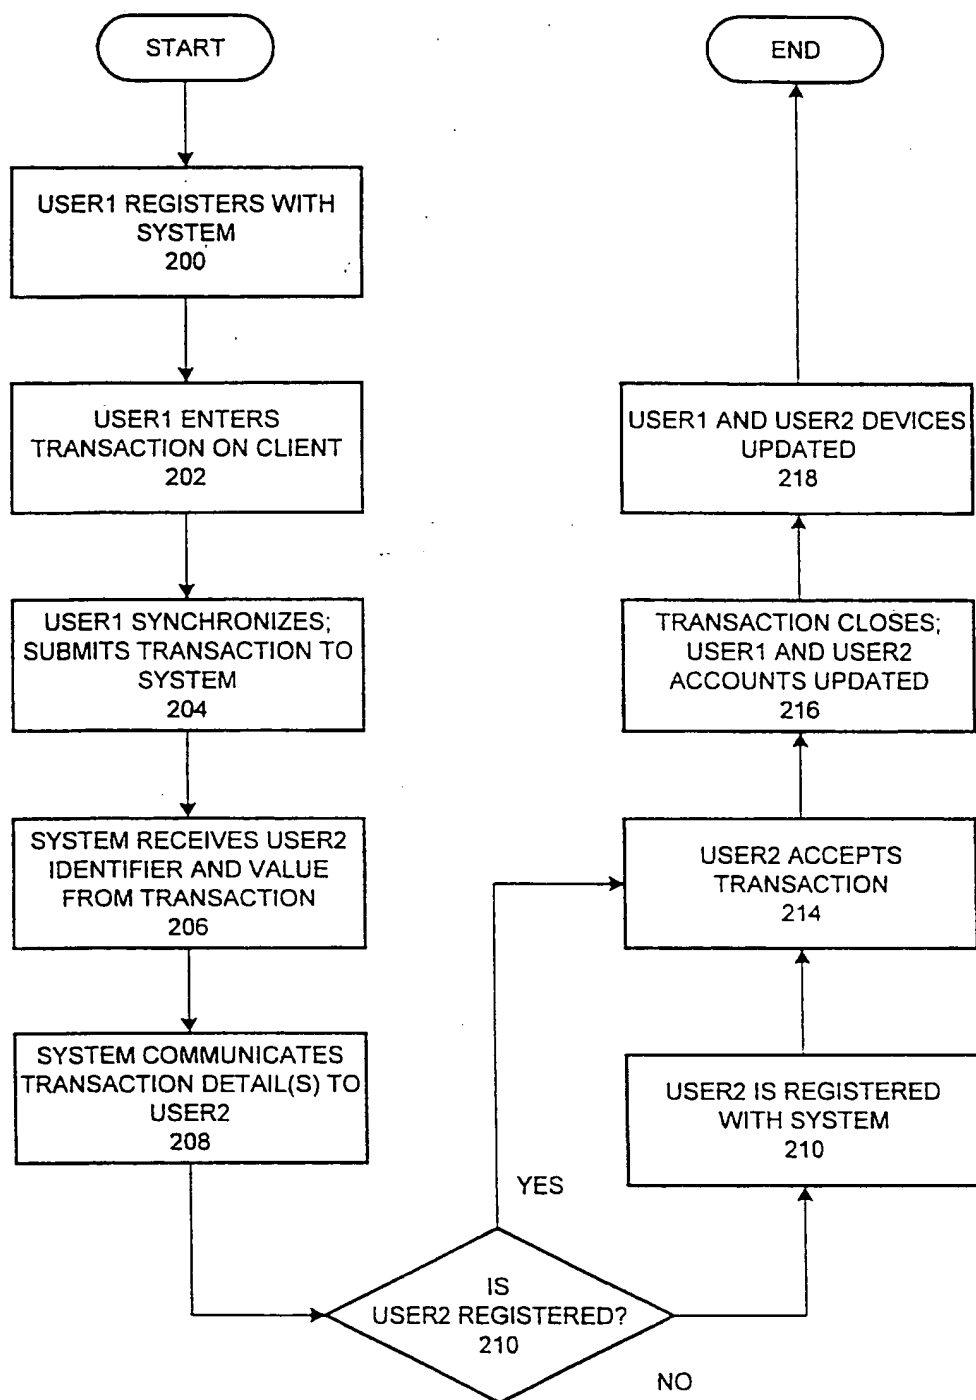 START
USER1 REGISTERS WITH
SYSTEM
200
USER1 ENTERS
TRANSACTION ON CLIENT
202
USER1 SYNCHRONIZES;
SUBMITS TRANSACTION TO
SYSTEM
204
SYSTEM RECEIVES USER2
IDENTIFIER AND VALUE
FROM TRANSACTION
206
SYSTEM COMMUNICATES
TRANSACTION DETAIL(S) TO
USER2
208
IS
USER2 REGISTERED?
210
YES
NO
USER2 IS REGISTERED
WITH SYSTEM
210
USER2 ACCEPTS
TRANSACTION
214
TRANSACTION CLOSES;
USER1 AND USER2
ACCOUNTS UPDATED
216
USER1 AND USER2 DEVICES
UPDATED
218
END